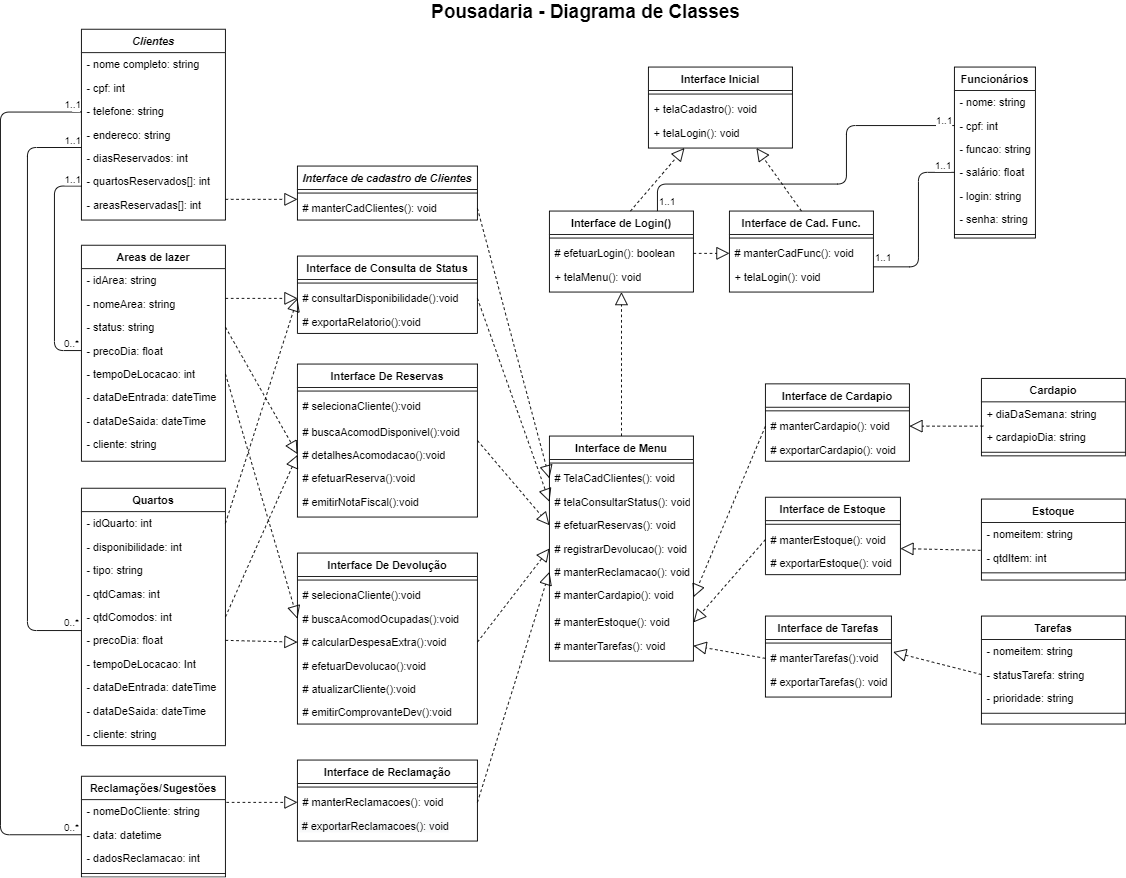 Pousadaria - Diagrama de Classes
Clientes
- nome completo: string
- cpf: int
- telefone: string
- endereco: string
- diasReservados: int
- quartosReservados[]: int
- areasReservadas[]: int
1..1
1..1
1..1
Areas de lazer
- idArea: string
- nomeArea: string
- status: string
- precoDia: float
- tempoDeLocacao: int
- dataDeEntrada: dateTime
- dataDeSaida: dateTime
- cliente: string
0..*
Quartos
- idQuarto: int
- disponibilidade: int
- tipo: string
- qtdCamas: int
- qtdComodos: int
- precoDia: float
- tempoDeLocacao: Int
- dataDeEntrada: dateTime
- dataDeSaida: dateTime
- cliente: string
0..*
Reclamações/Sugestões
- nomeDoCliente: string
- data: datetime
- dadosReclamacao: int
0..*
Interface de cadastro de Clientes
# manterCadClientes(): void
Interface de Consulta de Status
# consultarDisponibilidade():void
# exportaRelatorio():void
Interface De Reservas
# selecionaCliente():void
# buscaAcomodDisponivel():void
# detalhesAcomodacao():void
# efetuarReserva():void
# emitirNotaFiscal():void
Interface De Devolução
# selecionaCliente():void
# buscaAcomodOcupadas():void
# calcularDespesaExtra():void
# efetuarDevolucao():void
# atualizarCliente():void
# emitirComprovanteDev():void
Interface de Reclamação
# manterReclamacoes(): void
# exportarReclamacoes(): void
Interface Inicial
+ telaCadastro(): void
+ telaLogin(): void
Interface de Login()
# efetuarLogin(): boolean
+ telaMenu(): void
1..1
Interface de Cad. Func.
# manterCadFunc(): void
+ telaLogin(): void
1..1
Funcionários
- nome: string
- cpf: int
- funcao: string
- salário: float
- login: string
- senha: string
1..1
1..1
Interface de Menu
# TelaCadClientes(): void
# telaConsultarStatus(): void
# efetuarReservas(): void
# registrarDevolucao(): void
# manterReclamacao(): void
# manterCardapio(): void
# manterEstoque(): void
# manterTarefas(): void
Interface de Cardapio
# manterCardapio(): void
# exportarCardapio(): void
Cardapio
+ diaDaSemana: string
+ cardapioDia: string
Interface de Estoque
# manterEstoque(): void
# exportarEstoque(): void
Estoque
- nomeitem: string
- qtdItem: int
Interface de Tarefas
# manterTarefas():void
# exportarTarefas(): void
Tarefas
- nomeitem: string
- statusTarefa: string
- prioridade: string